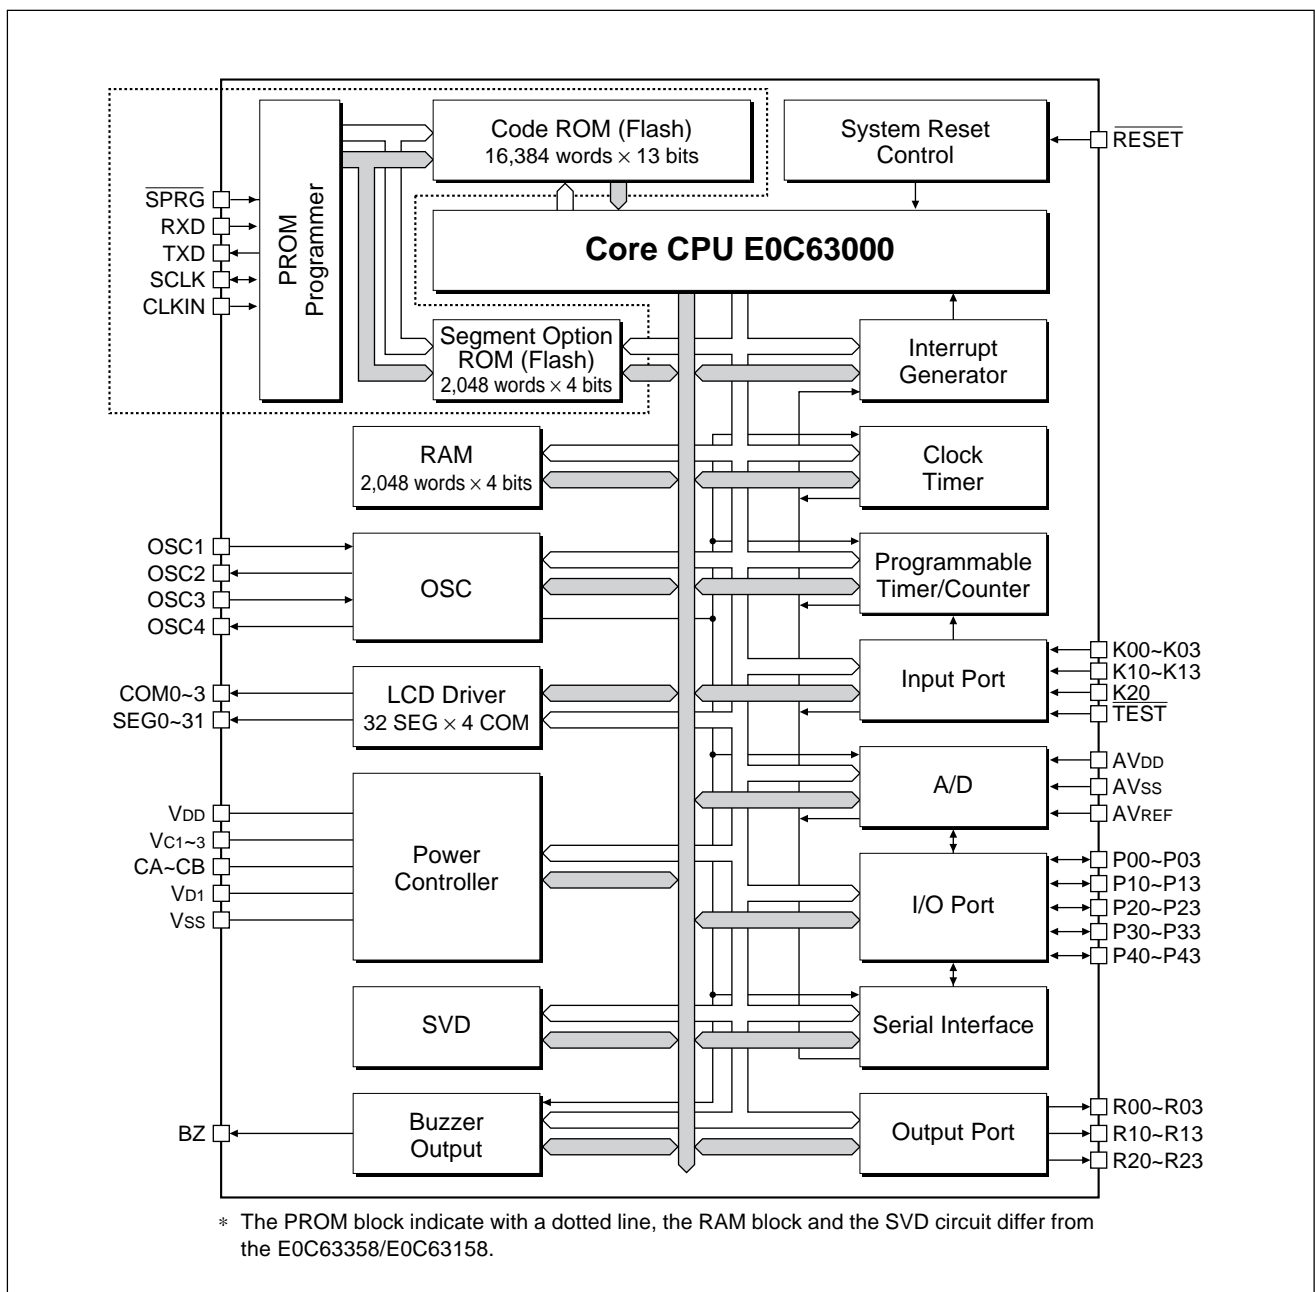 Code ROM (Flash)
16,384 words × 13 bits
System Reset
Control
RESET
PROM
Programmer
SPRG
RXD
TXD
SCLK
CLKIN
Core CPU E0C63000
Segment Option
ROM (Flash)
2,048 words × 4 bits
Interrupt
Generator
RAM
2,048 words × 4 bits
Clock
Timer
OSC1
OSC2
OSC3
OSC4
OSC
Programmable
Timer/Counter
COM0~3
SEG0~31
LCD Driver
32 SEG × 4 COM
Input Port
K00~K03
K10~K13
K20
TEST
A/D
AVDD
AVSS
AVREF
VDD
VC1~3
CA~CB
VD1
VSS
Power
Controller
I/O Port
P00~P03
P10~P13
P20~P23
P30~P33
P40~P43
SVD
Serial Interface
BZ
Buzzer
Output
Output Port
R00~R03
R10~R13
R20~R23
* The PROM block indicate with a dotted line, the RAM block and the SVD circuit differ from
the E0C63358/E0C63158.